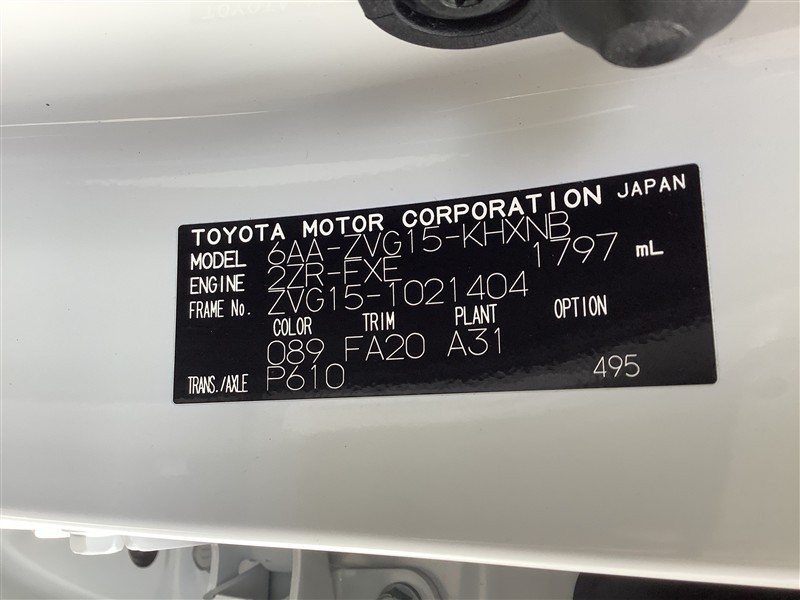 TOYOTA MOTOR CORPORATION JAPAN
MODEL 6AA-ZVG15-KHXNB
ENGINE 2ZR-FXE 1797 mL
FRAME No. ZVG15-1021404
COLOR TRIM PLANT OPTION
089 FA20 A31
TRANS./AXLE P610 495